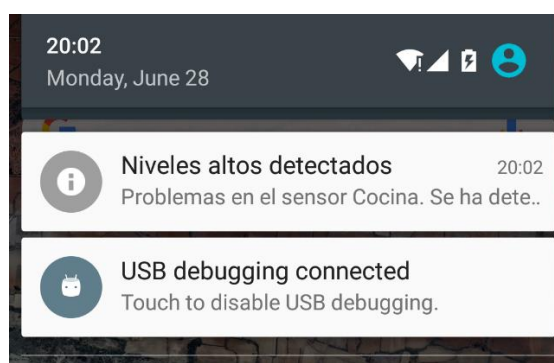 20:02
Monday, June 28
Niveles altos detectados 20:02
Problemas en el sensor Cocina. Se ha dete..
USB debugging connected
Touch to disable USB debugging.